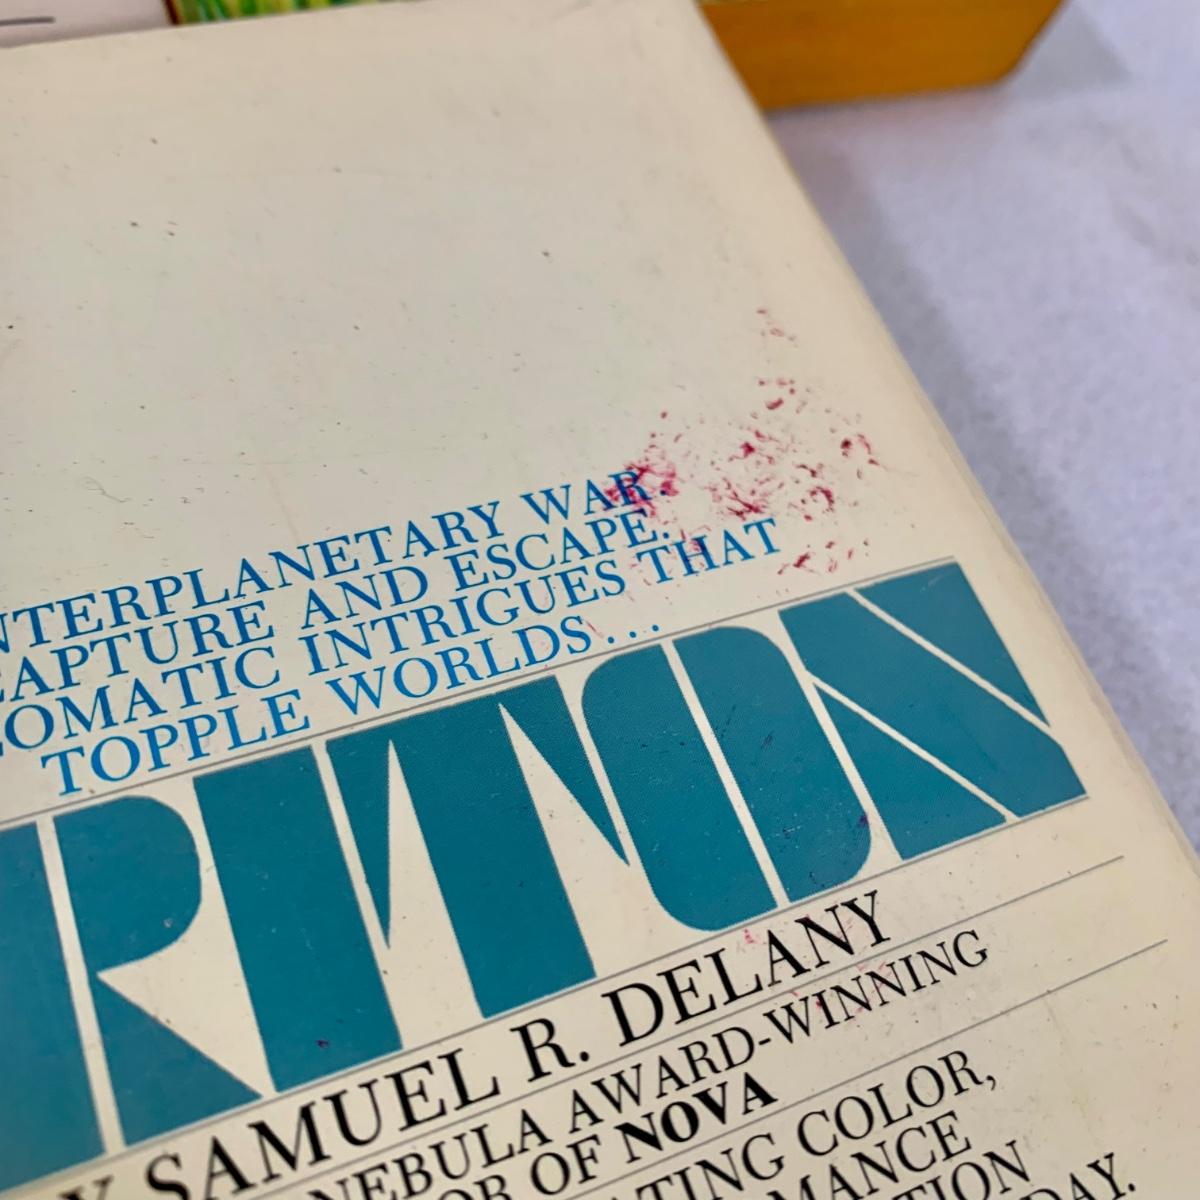 NTERPLANETARY WAR.
CAPTURE AND ESCAPE.
OMATIC INTRIGUES THAT
TOPPLE WORLDS...
RITON
Y SAMUEL R. DELANY
NEBULA AWARD-WINNING
OR OF NOVA
TING COLOR,
MANCE
TION
DAY.